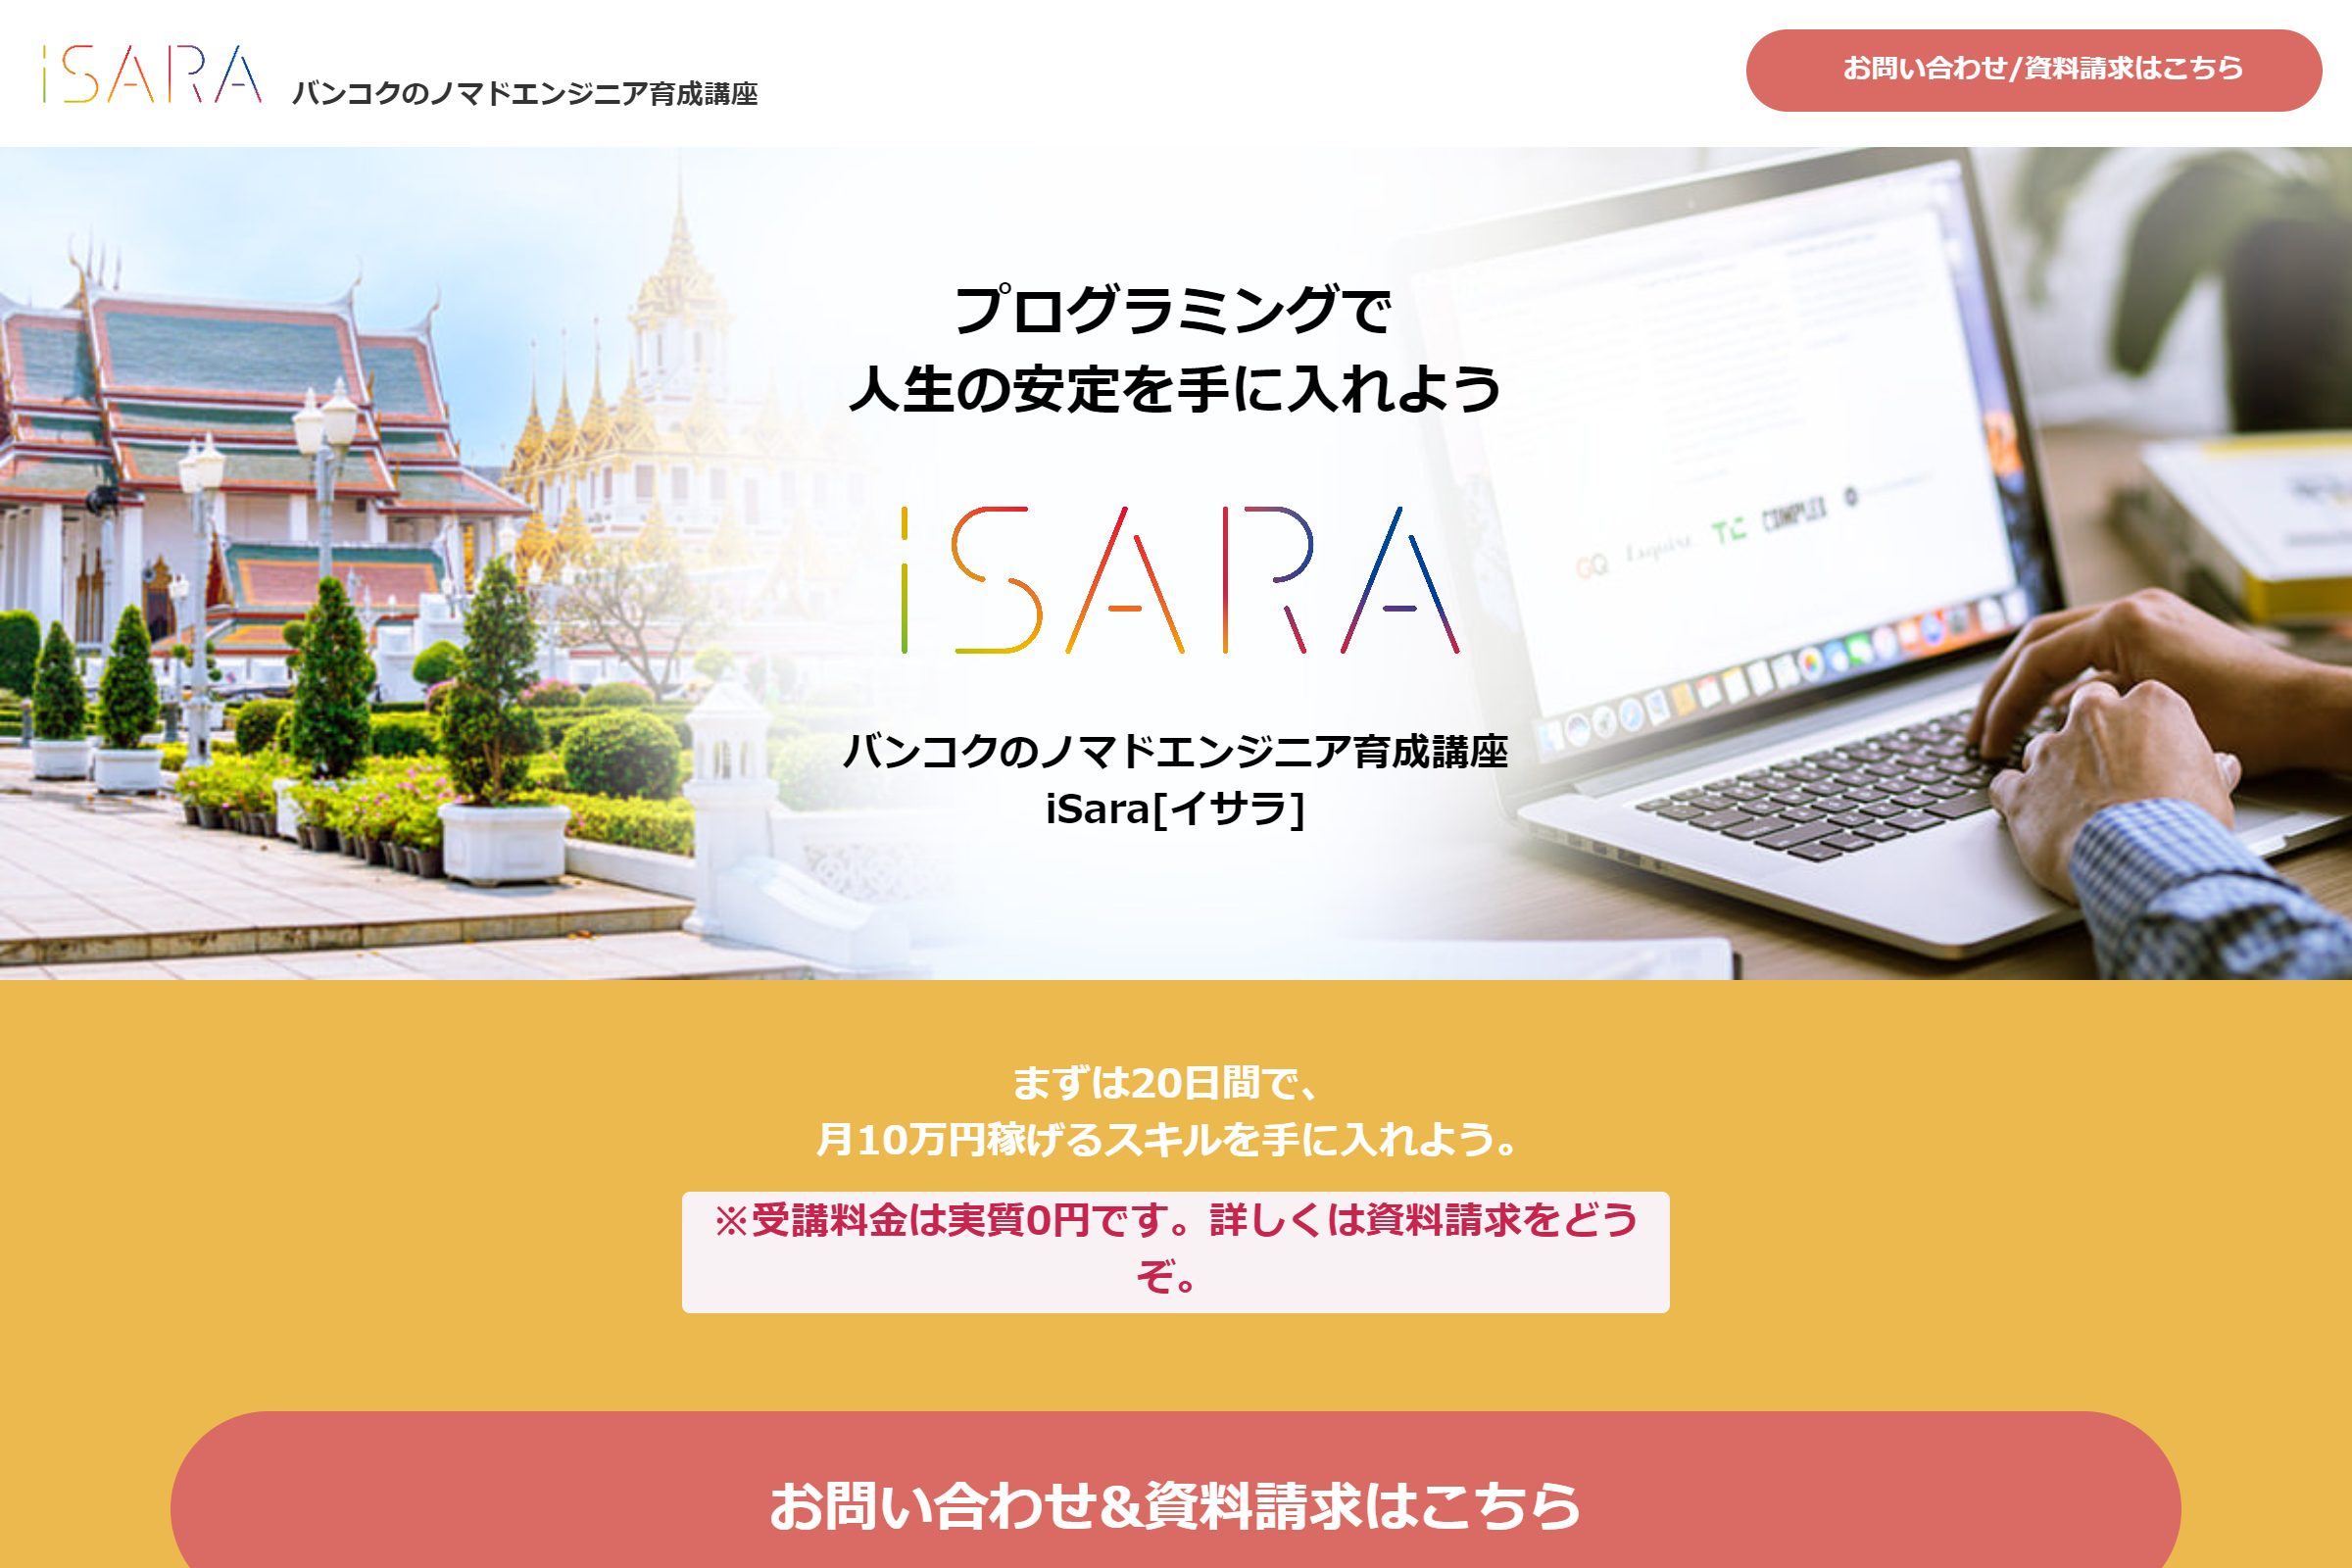 iSARA バンコクのノマドエンジニア育成講座
お問い合わせ/資料請求はこちら
プログラミングで
人生の安定を手に入れよう
iSARA
バンコクのノマドエンジニア育成講座
iSara[イサラ]
GQ Esquire TC COMPLEX
まずは20日間で、
月10万円稼げるスキルを手に入れよう。
※受講料金は実質0円です。詳しくは資料請求をどう
ぞ。
お問い合わせ&資料請求はこちら